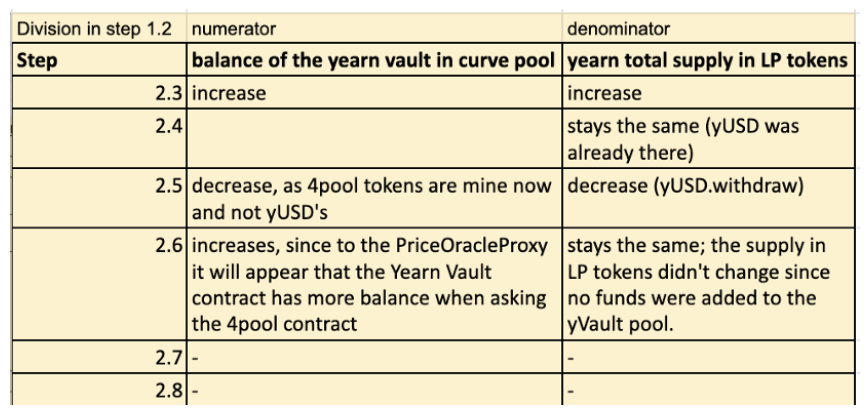 Division in step 1.2 numerator denominator
Step balance of the yearn vault in curve pool yearn total supply in LP tokens
2.3 increase increase
2.4 stays the same (yUSD was
already there)
2.5 decrease, as 4pool tokens are mine now decrease (yUSD.withdraw)
and not yUSD's
2.6 increases, since to the PriceOracleProxy stays the same; the supply in
it will appear that the Yearn Vault LP tokens didn't change since
contract has more balance when asking no funds were added to the
the 4pool contract yVault pool.
2.7 - -
2.8 - -